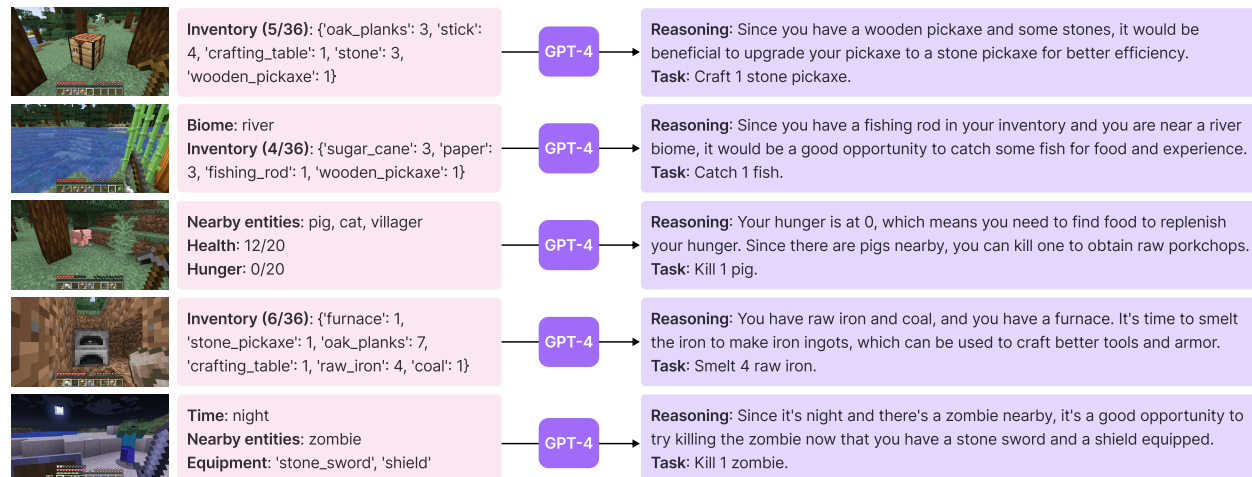 Inventory (5/36): {'oak_planks': 3, 'stick':
4, 'crafting_table': 1, 'stone': 3,
'wooden_pickaxe': 1}
GPT-4
Reasoning: Since you have a wooden pickaxe and some stones, it would be
beneficial to upgrade your pickaxe to a stone pickaxe for better efficiency.
Task: Craft 1 stone pickaxe.
Biome: river
Inventory (4/36): {'sugar_cane': 3, 'paper':
3, 'fishing_rod': 1, 'wooden_pickaxe': 1}
GPT-4
Reasoning: Since you have a fishing rod in your inventory and you are near a river
biome, it would be a good opportunity to catch some fish for food and experience.
Task: Catch 1 fish.
Nearby entities: pig, cat, villager
Health: 12/20
Hunger: 0/20
GPT-4
Reasoning: Your hunger is at 0, which means you need to find food to replenish
your hunger. Since there are pigs nearby, you can kill one to obtain raw porkchops.
Task: Kill 1 pig.
Inventory (6/36): {'furnace': 1,
'stone_pickaxe': 1, 'oak_planks': 7,
'crafting_table': 1, 'raw_iron': 4, 'coal': 1}
GPT-4
Reasoning: You have raw iron and coal, and you have a furnace. It's time to smelt
the iron to make iron ingots, which can be used to craft better tools and armor.
Task: Smelt 4 raw iron.
Time: night
Nearby entities: zombie
Equipment: 'stone_sword', 'shield'
GPT-4
Reasoning: Since it's night and there's a zombie nearby, it's a good opportunity to
try killing the zombie now that you have a stone sword and a shield equipped.
Task: Kill 1 zombie.